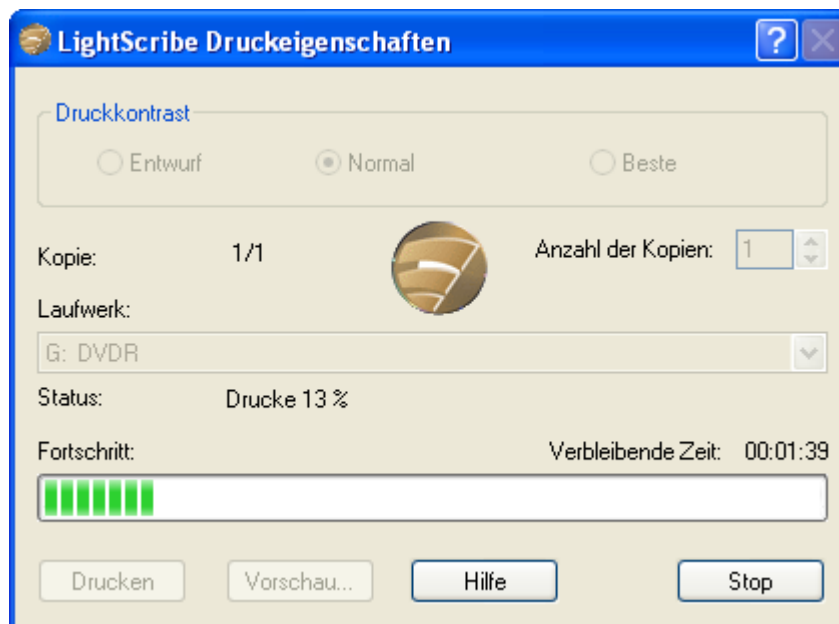 LightScribe Druckeigenschaften
Druckkontrast
Entwurf Normal Beste
Kopie: 1/1 Anzahl der Kopien: 1
Laufwerk:
G: DVDR
Status: Drucke 13 %
Fortschritt: Verbleibende Zeit: 00:01:39
Drucken Vorschau... Hilfe Stop